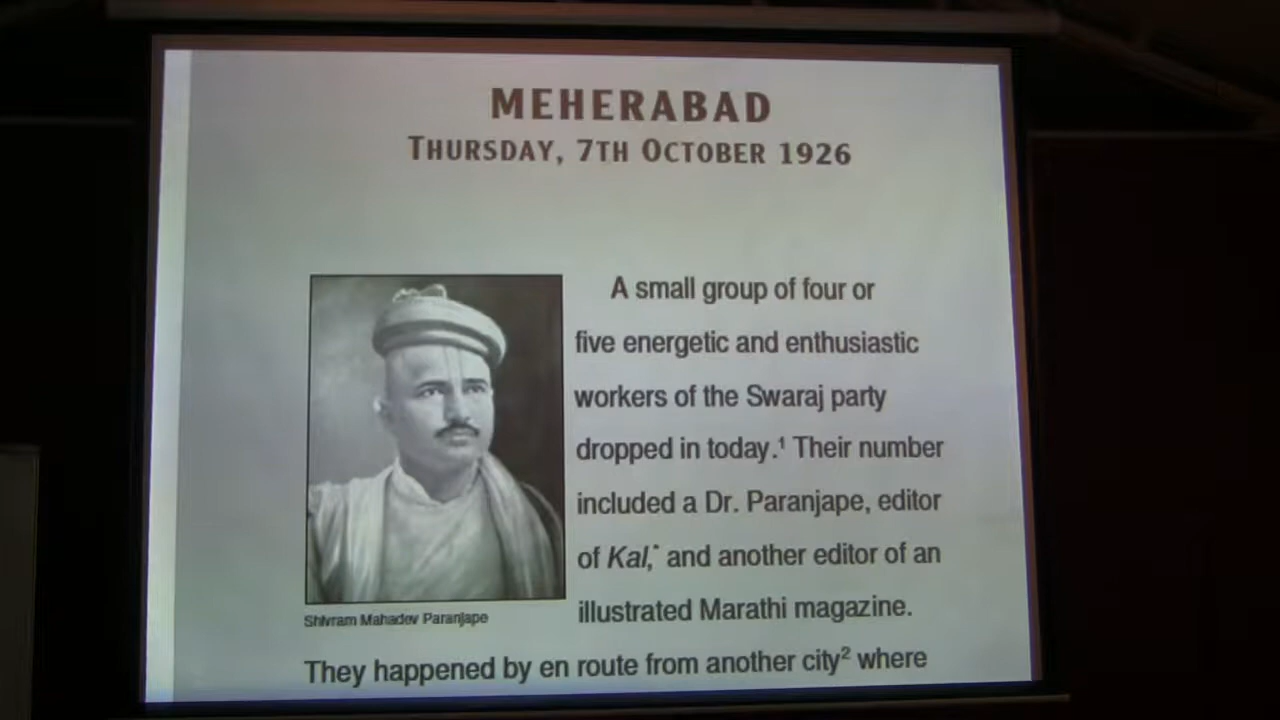 MEHERABAD
THURSDAY, 7TH OCTOBER 1926
A small group of four or
five energetic and enthusiastic
workers of the Swaraj party
dropped in today.¹ Their number
included a Dr. Paranjape, editor
of Kal,* and another editor of an
illustrated Marathi magazine.
Shivram Mahadev Paranjape
They happened by en route from another city² where